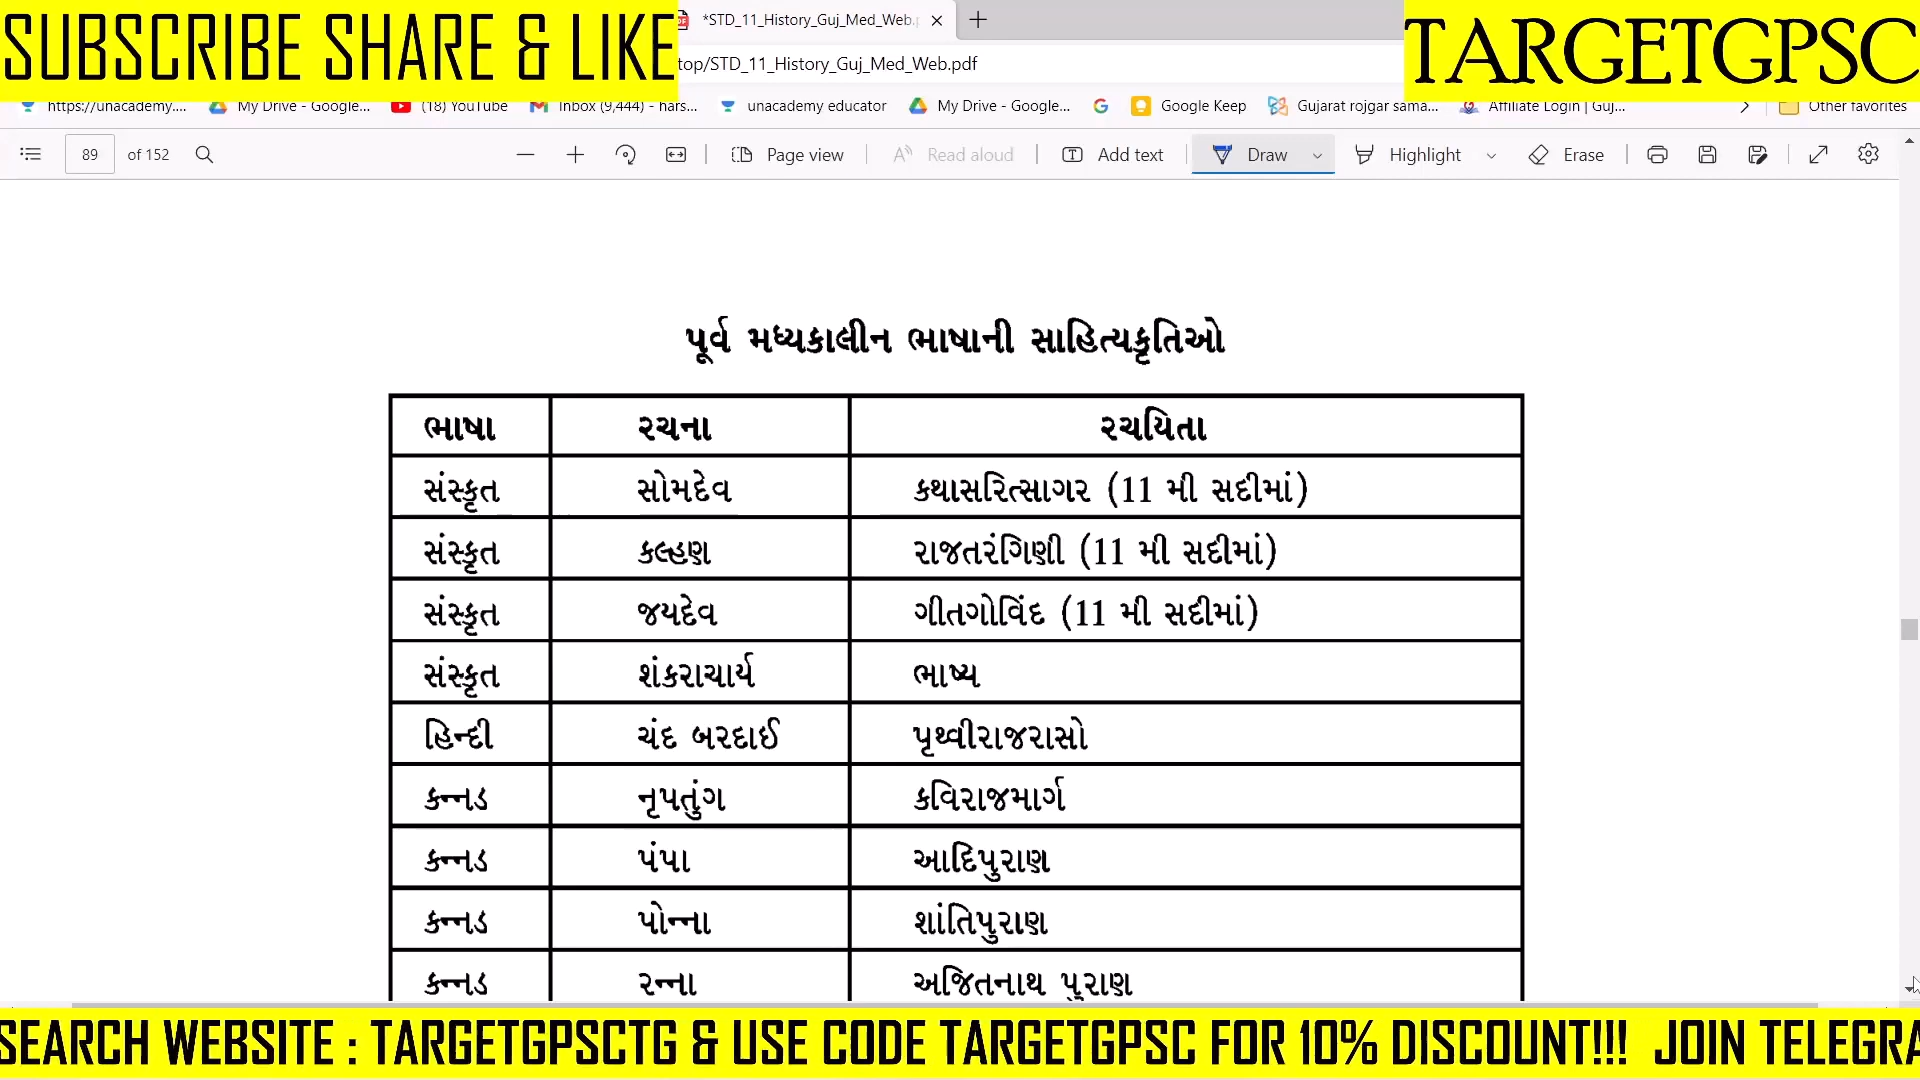 SUBSCRIBE SHARE & LIKE
*STD_11_History_Guj_Med_Web.p
TARGETGPSC
top/STD_11_History_Guj_Med_Web.pdf
https://unacademy.... My Drive - Google... (18) YouTube Inbox (9,444) - hars... unacademy educator My Drive - Google... Google Keep Gujarat rojgar sama... Affiliate Login | Guj... Other favorites
89 of 152 Page view Read aloud Add text Draw Highlight Erase
પૂર્વ મધ્યકાલીન ભાષાની સાહિત્યકૃતિઓ
ભાષા રચના રચયિતા
સંસ્કૃત સોમદેવ કથાસરિત્સાગર (11 મી સદીમાં)
સંસ્કૃત કલ્હણ રાજતરંગિણી (11 મી સદીમાં)
સંસ્કૃત જયદેવ ગીતગોવિંદ (11 મી સદીમાં)
સંસ્કૃત શંકરાચાર્ય ભાષ્ય
હિન્દી ચંદ બરદાઈ પૃથ્વીરાજરાસો
કન્નડ નૃપતુંગ કવિરાજમાર્ગ
કન્નડ પંપા આદિપુરાણ
કન્નડ પોન્ના શાંતિપુરાણ
કન્નડ રન્ના અજિતનાથ પુરાણ
SEARCH WEBSITE : TARGETGPSCTG & USE CODE TARGETGPSC FOR 10% DISCOUNT!!! JOIN TELEGRA